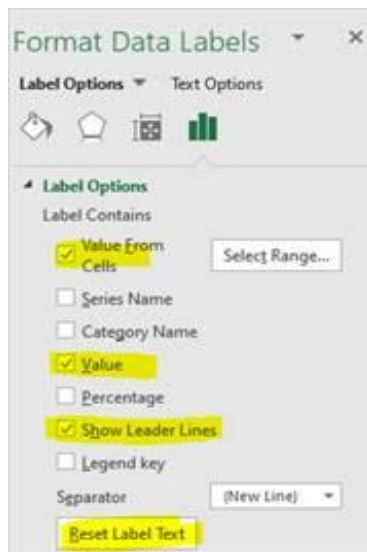 Format Data Labels
Label Options Text Options
Label Options
Label Contains
Value From
Cells
Select Range...
Series Name
Category Name
Value
Percentage
Show Leader Lines
Legend key
Separator (New Line)
Reset Label Text